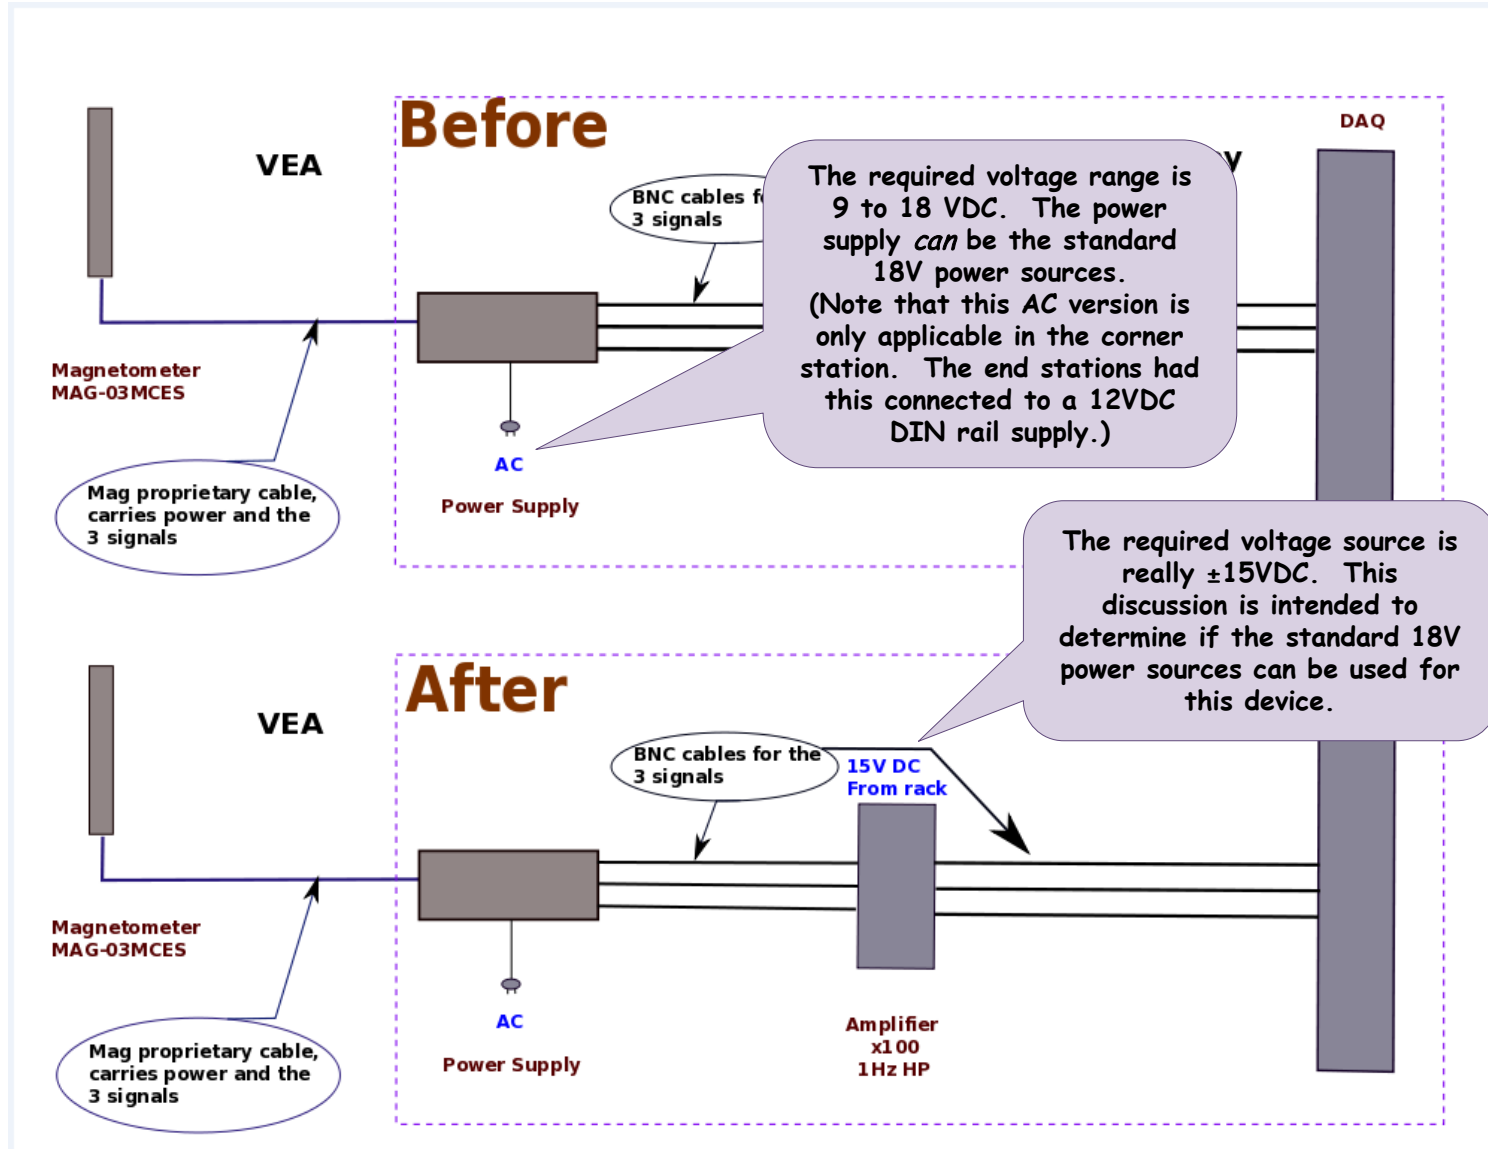 Before
DAQ
VEA
BNC cables f
3 signals
The required voltage range is
9 to 18 VDC. The power
supply can be the standard
18V power sources.
(Note that this AC version is
only applicable in the corner
station. The end stations had
this connected to a 12VDC
DIN rail supply.)
Magnetometer
MAG-03MCES
AC
Power Supply
Mag proprietary cable,
carries power and the
3 signals
The required voltage source is
really ±15VDC. This
discussion is intended to
determine if the standard 18V
power sources can be used for
this device.
After
VEA
BNC cables for the
3 signals
15V DC
From rack
Magnetometer
MAG-03MCES
AC
Power Supply
Amplifier
x100
1Hz HP
Mag proprietary cable,
carries power and the
3 signals